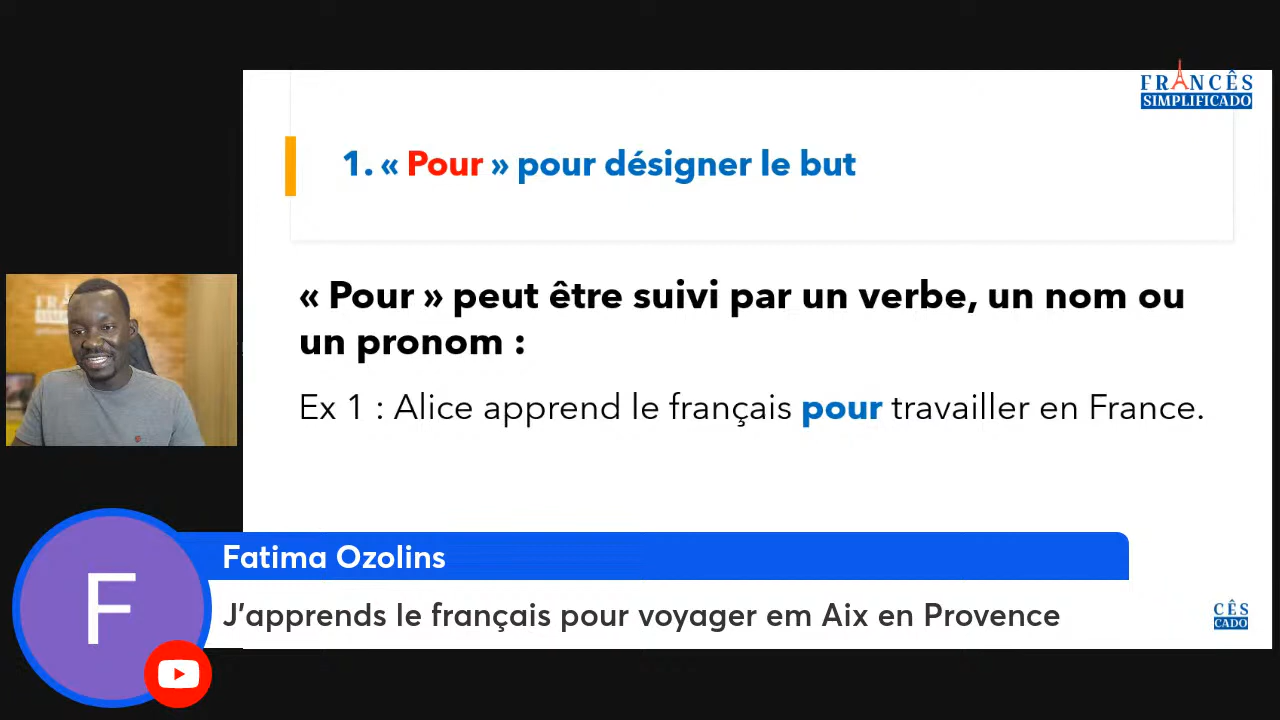 FRANCÊS
SIMPLIFICADO
1. « Pour » pour désigner le but
« Pour » peut être suivi par un verbe, un nom ou
un pronom :
Ex 1 : Alice apprend le français pour travailler en France.
F
Fatima Ozolins
J'apprends le français pour voyager em Aix en Provence
CÊS
CADO